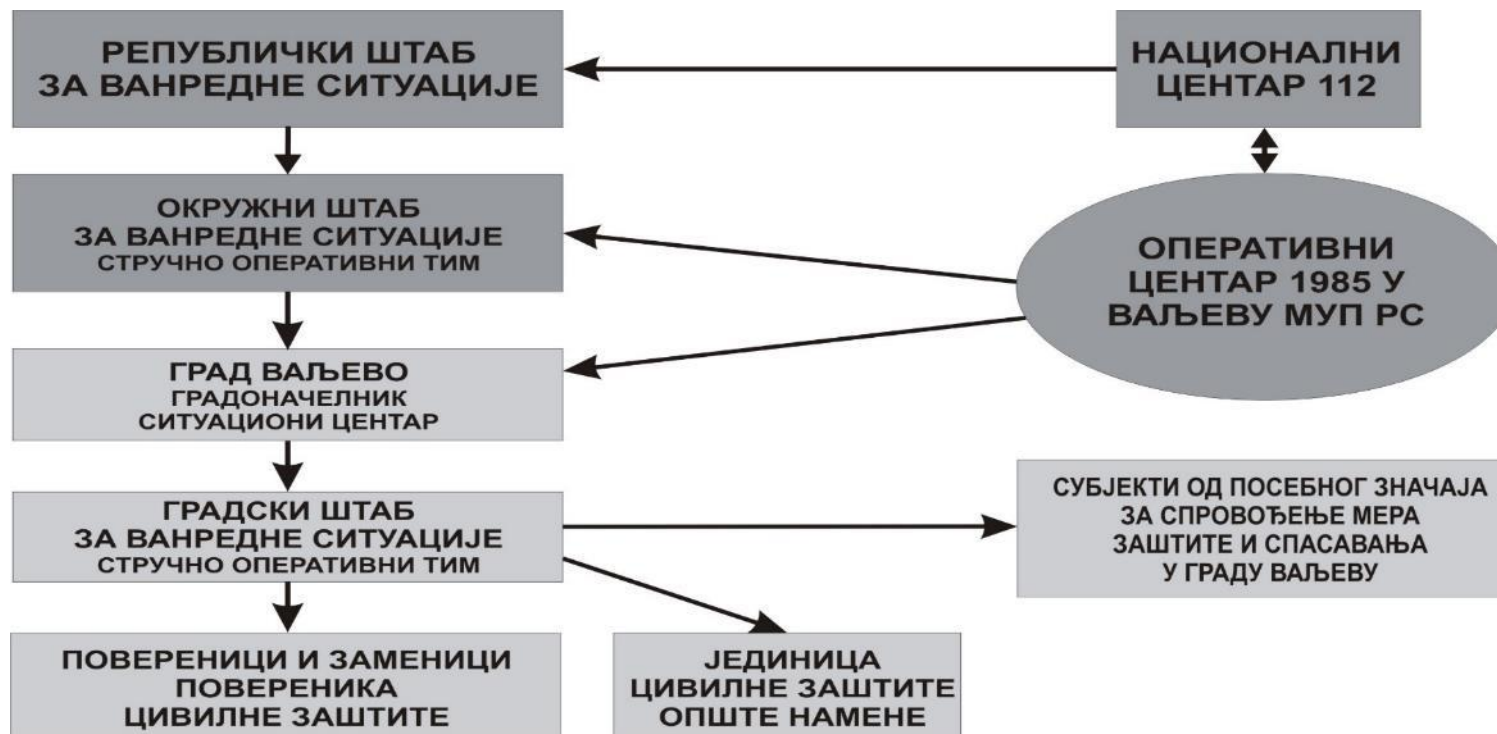 РЕПУБЛИЧКИ ШТАБ
ЗА ВАНРЕДНЕ СИТУАЦИЈЕ
НАЦИОНАЛНИ
ЦЕНТАР 112
ОКРУЖНИ ШТАБ
ЗА ВАНРЕДНЕ СИТУАЦИЈЕ
СТРУЧНО ОПЕРАТИВНИ ТИМ
ОПЕРАТИВНИ
ЦЕНТАР 1985 У
ВАЉЕВУ МУП РС
ГРАД ВАЉЕВО
ГРАДОНАЧЕЛНИК
СИТУАЦИОНИ ЦЕНТАР
ГРАДСКИ ШТАБ
ЗА ВАНРЕДНЕ СИТУАЦИЈЕ
СТРУЧНО ОПЕРАТИВНИ ТИМ
СУБЈЕКТИ ОД ПОСЕБНОГ ЗНАЧАЈА
ЗА СПРОВОЂЕЊЕ МЕРА
ЗАШТИТЕ И СПАСАВАЊА
У ГРАДУ ВАЉЕВУ
ПОВЕРЕНИЦИ И ЗАМЕНИЦИ
ПОВЕРЕНИКА
ЦИВИЛНЕ ЗАШТИТЕ
ЈЕДИНИЦА
ЦИВИЛНЕ ЗАШТИТЕ
ОПШТЕ НАМЕНЕ